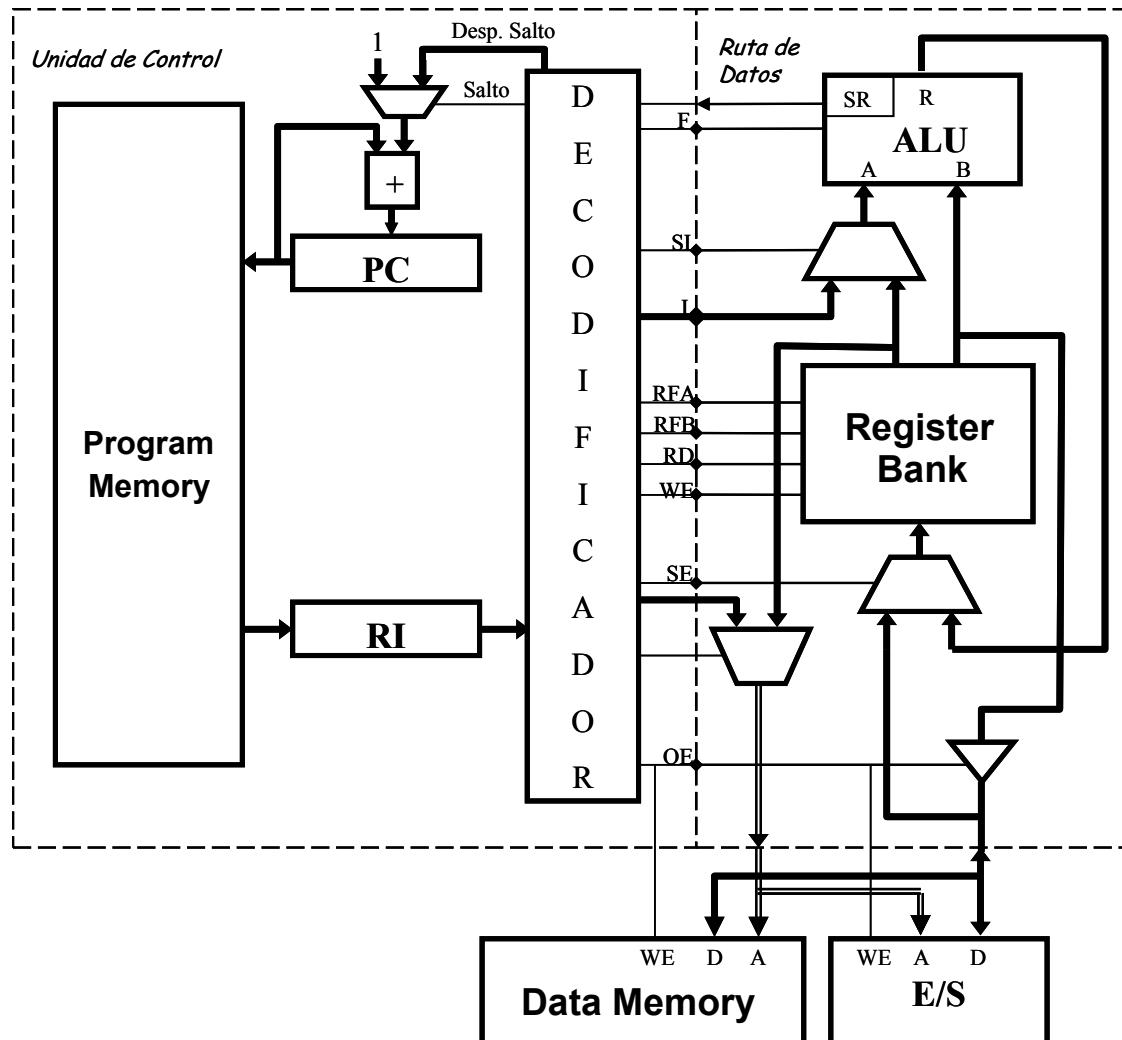 Unidad de Control
Desp. Salto
1
Salto
Ruta de
Datos
D
E
C
O
D
I
F
I
C
A
D
O
R
SR
R
ALU
A
B
F
SI
I
PC
RFA
RFB
RD
WE
Register
Bank
+
Program
Memory
SE
RI
OE
WE
D
A
Data Memory
WE
A
D
E/S